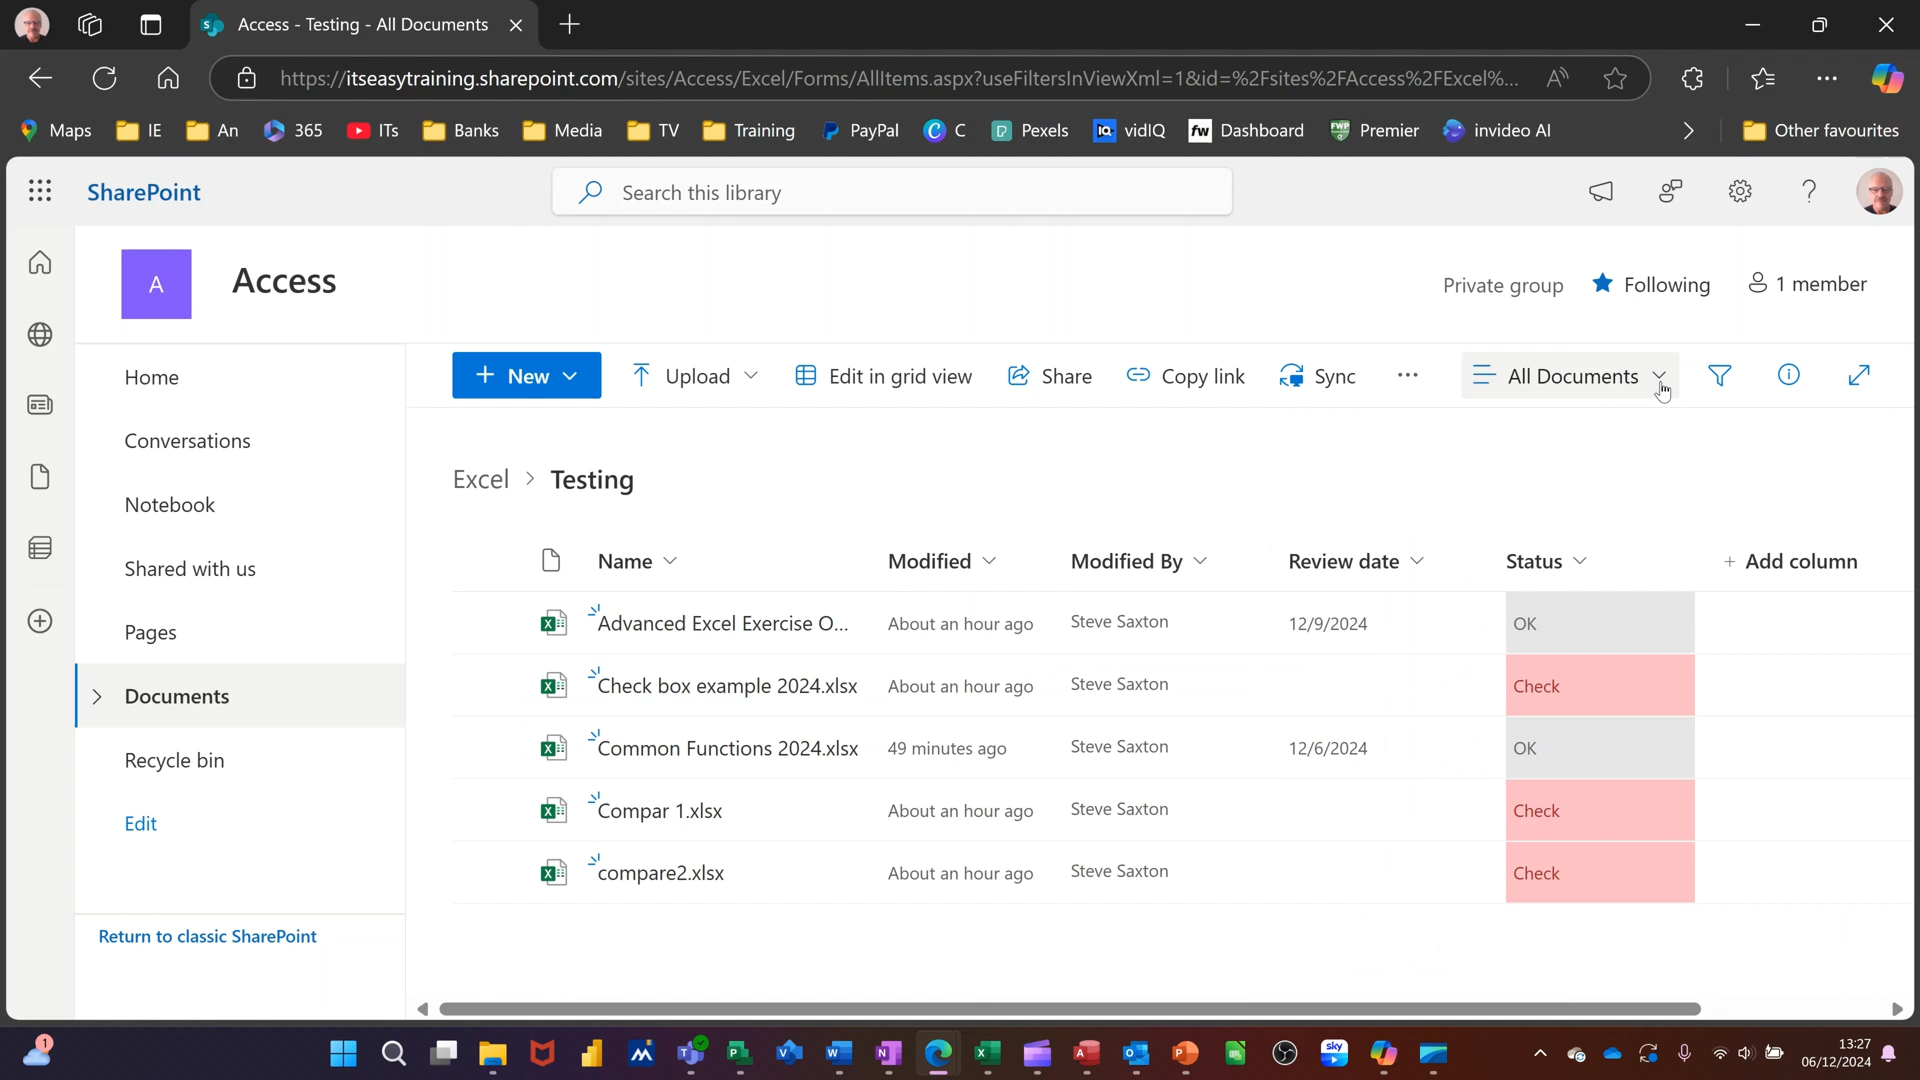 Access - Testing - All Documents
https://itseasytraining.sharepoint.com/sites/Access/Excel/Forms/AllItems.aspx?useFiltersInViewXml=1&id=%2Fsites%2FAccess%2FExcel%...
Maps IE An 365 ITs Banks Media TV Training PayPal C Pexels vidIQ Dashboard Premier invideo AI Other favourites
SharePoint
Search this library
A
Access
Private group Following 1 member
New Upload Edit in grid view Share Copy link Sync ... All Documents
Home
Conversations
Notebook
Shared with us
Pages
Documents
Recycle bin
Edit
Return to classic SharePoint
Excel > Testing
Name Modified Modified By Review date Status + Add column
Advanced Excel Exercise O... About an hour ago Steve Saxton 12/9/2024 OK
Check box example 2024.xlsx About an hour ago Steve Saxton Check
Common Functions 2024.xlsx 49 minutes ago Steve Saxton 12/6/2024 OK
Compar 1.xlsx About an hour ago Steve Saxton Check
compare2.xlsx About an hour ago Steve Saxton Check
1
sky
13:27
06/12/2024